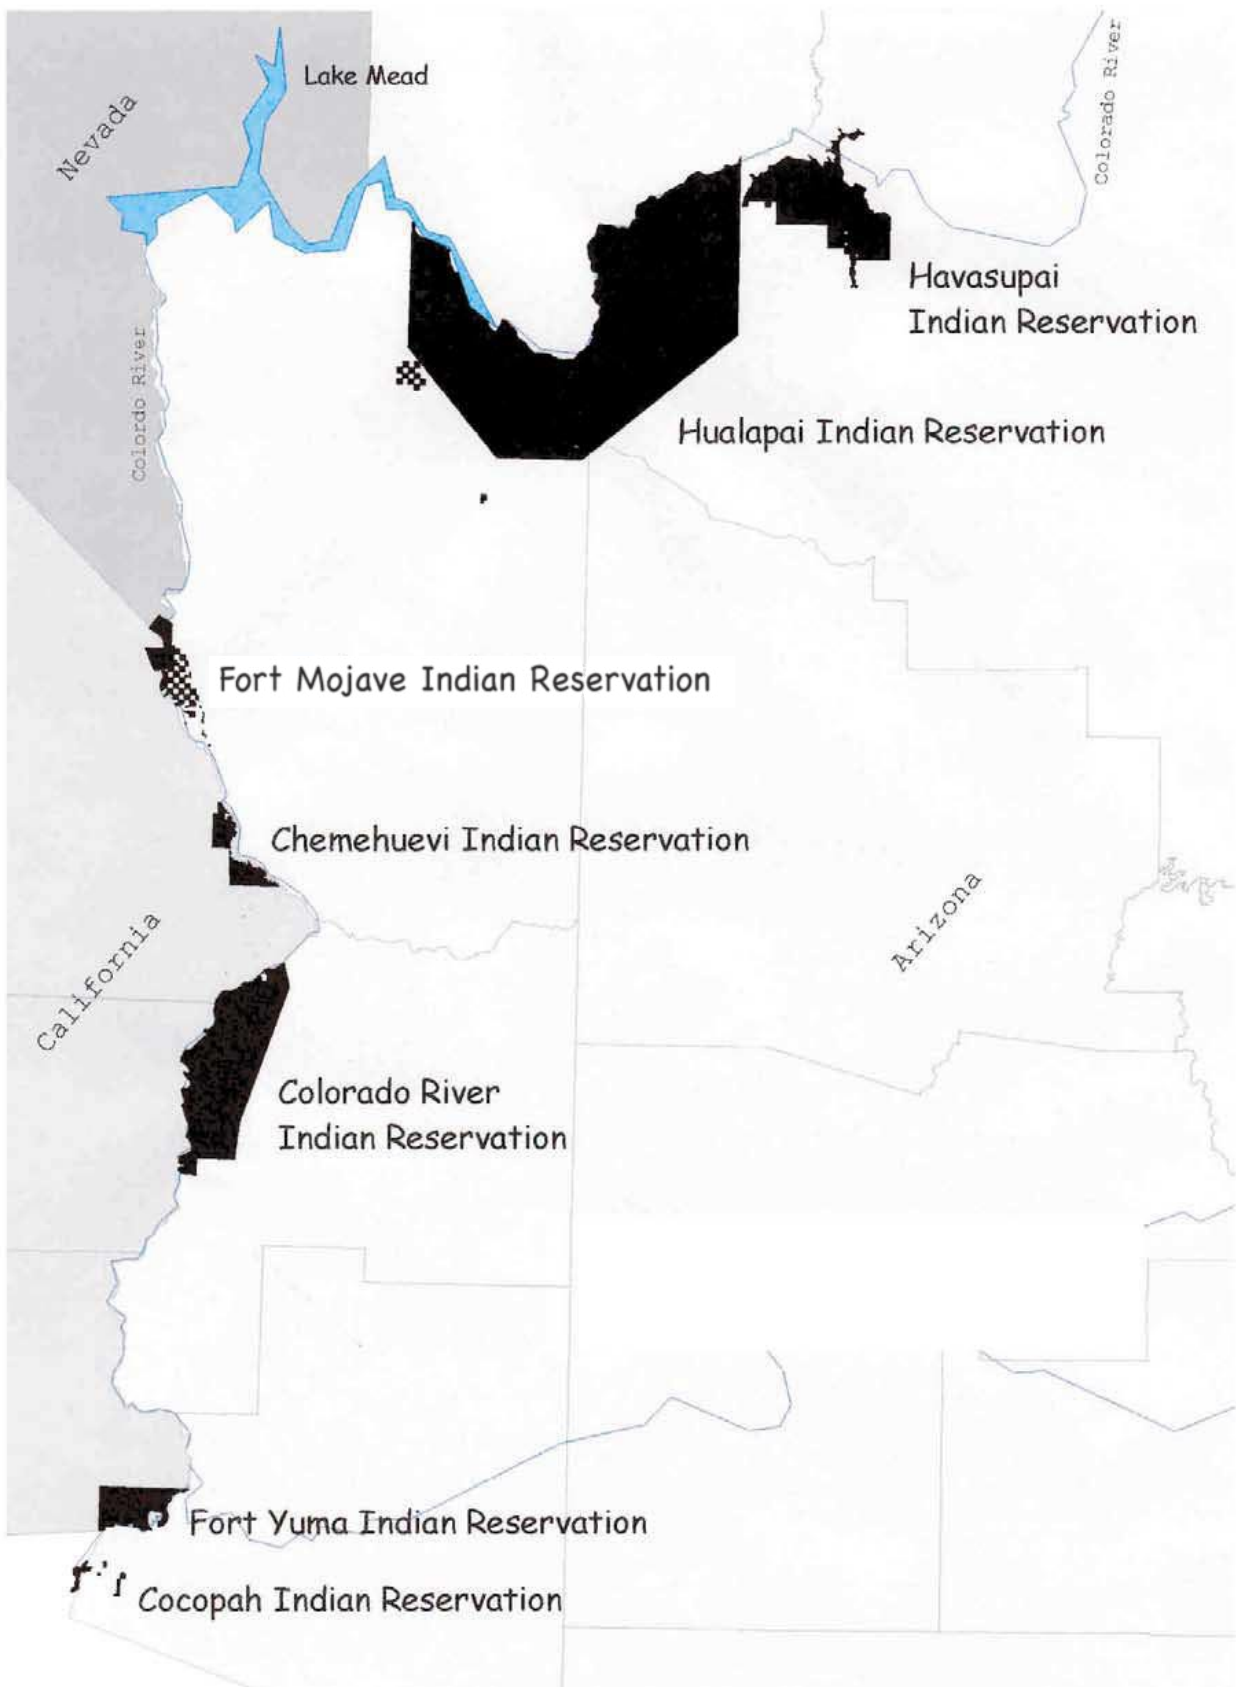 Lake Mead
Nevada
Colorado River
Havasupai
Indian Reservation
Colordo River
Hualapai Indian Reservation
Fort Mojave Indian Reservation
Chemehuevi Indian Reservation
Arizona
California
Colorado River
Indian Reservation
Fort Yuma Indian Reservation
Cocopah Indian Reservation